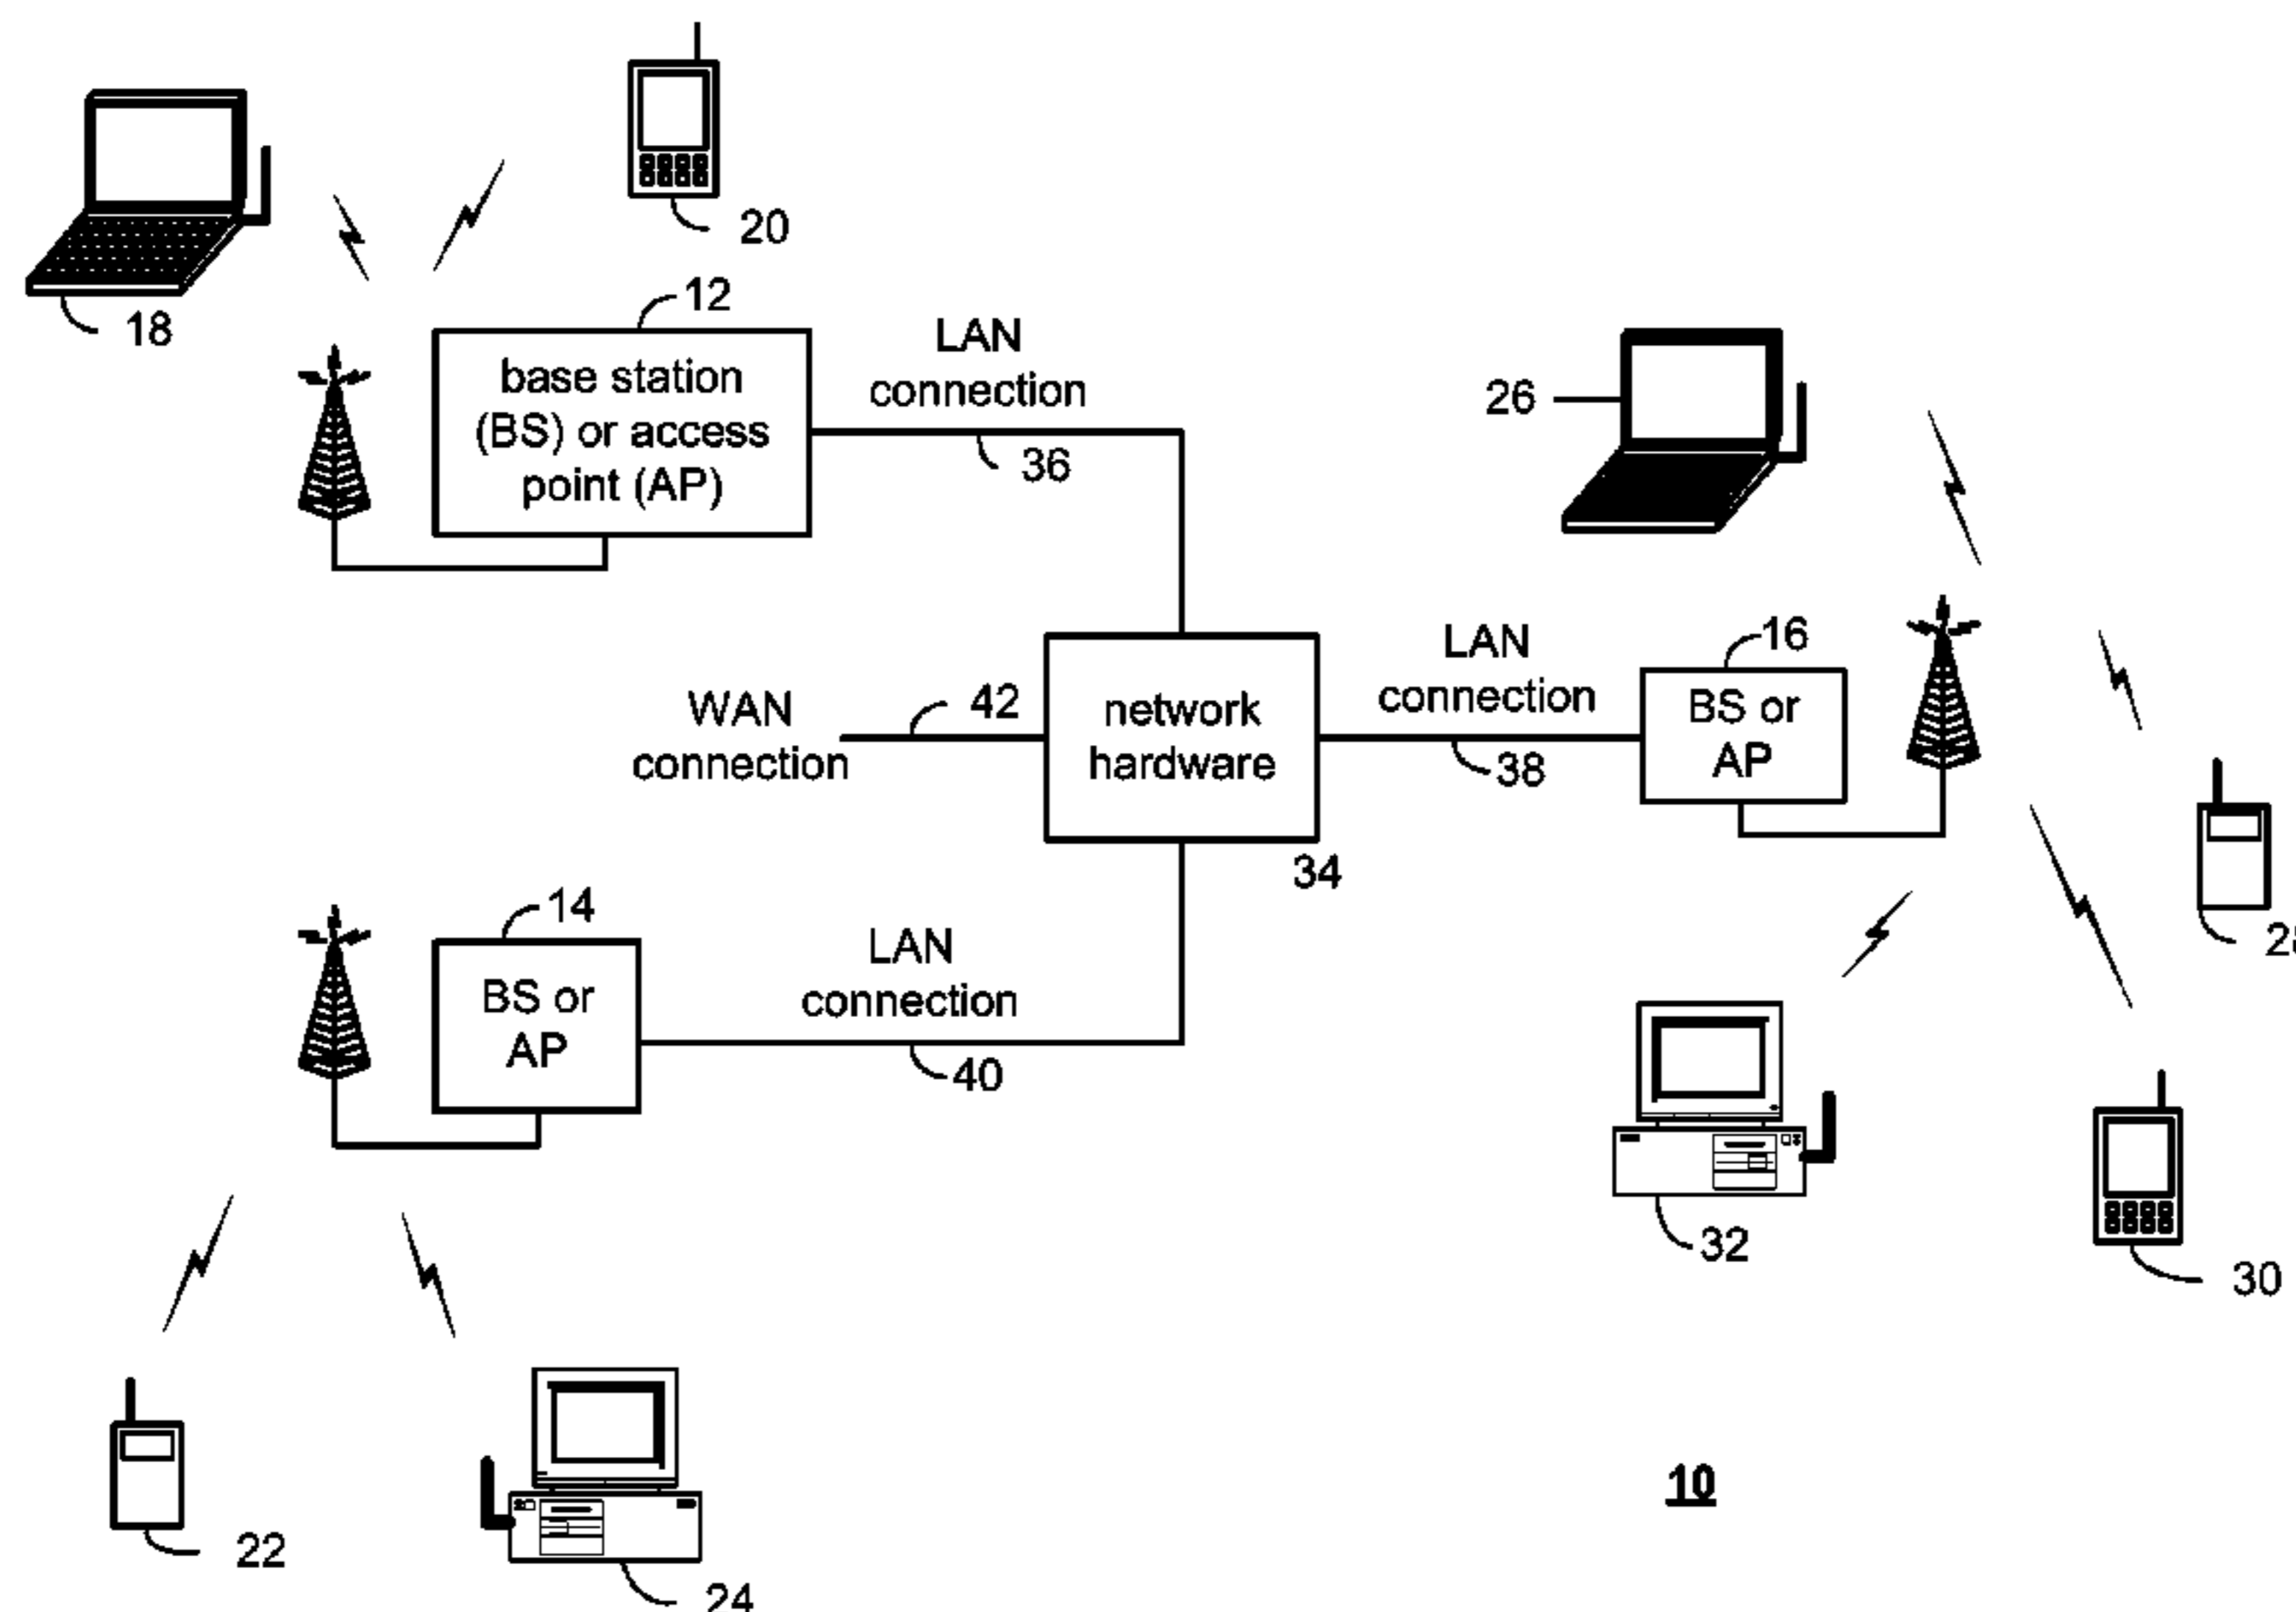 20
18
12
base station
(BS) or access
point (AP)
LAN
connection
36
26
16
LAN
connection
BS or
AP
38
WAN
connection
42
network
hardware
34
14
BS or
AP
LAN
connection
40
32
30
22
24
10